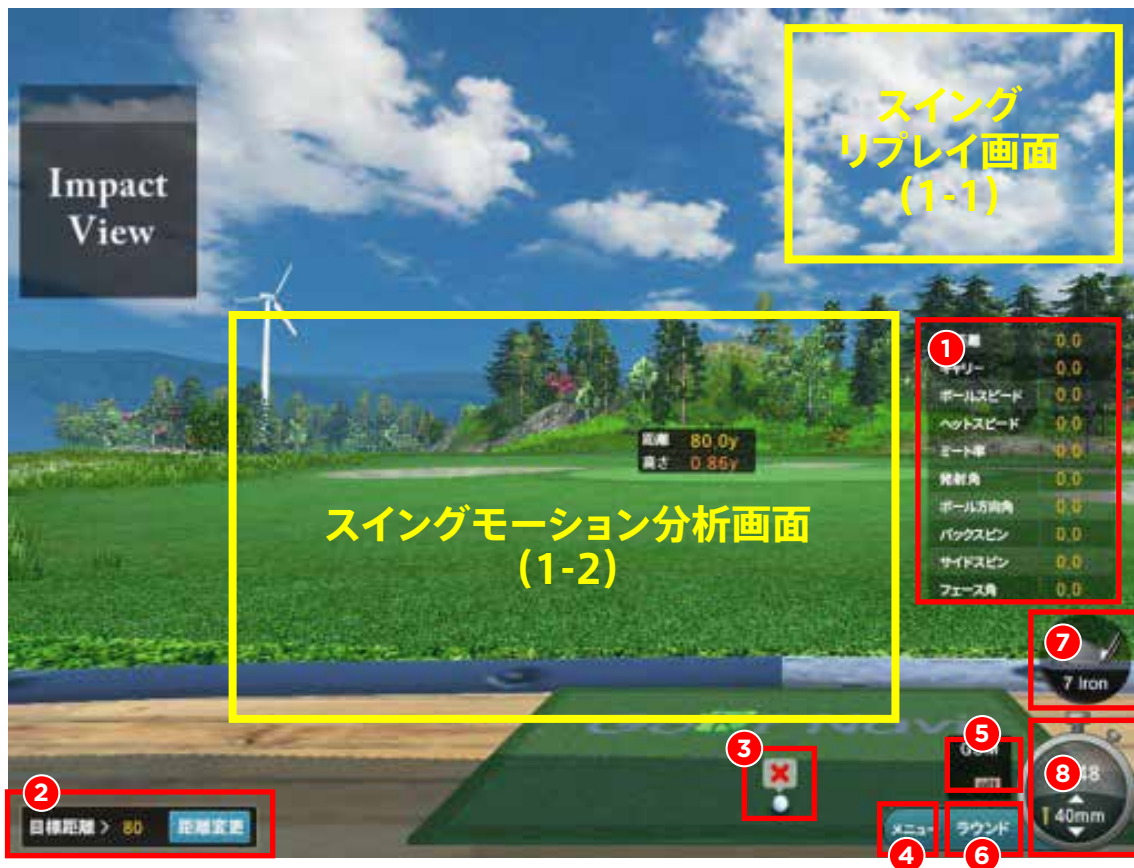 Impact
View
スイング
リプレイ画面
(1-1)
1
0.0
0.0
ボールスピード 0.0
ヘットスピード 0.0
ミート率 0.0
発射角 0.0
ボール方向角 0.0
バックスピン 0.0
サイドスピン 0.0
フェース角 0.0
距離 80.0y
高さ 0.86y
スイングモーション分析画面
(1-2)
7
7 Iron
3
5
8
48
40mm
2
目標距離 > 80 距離変更
メニュー
ラウンド
4
6